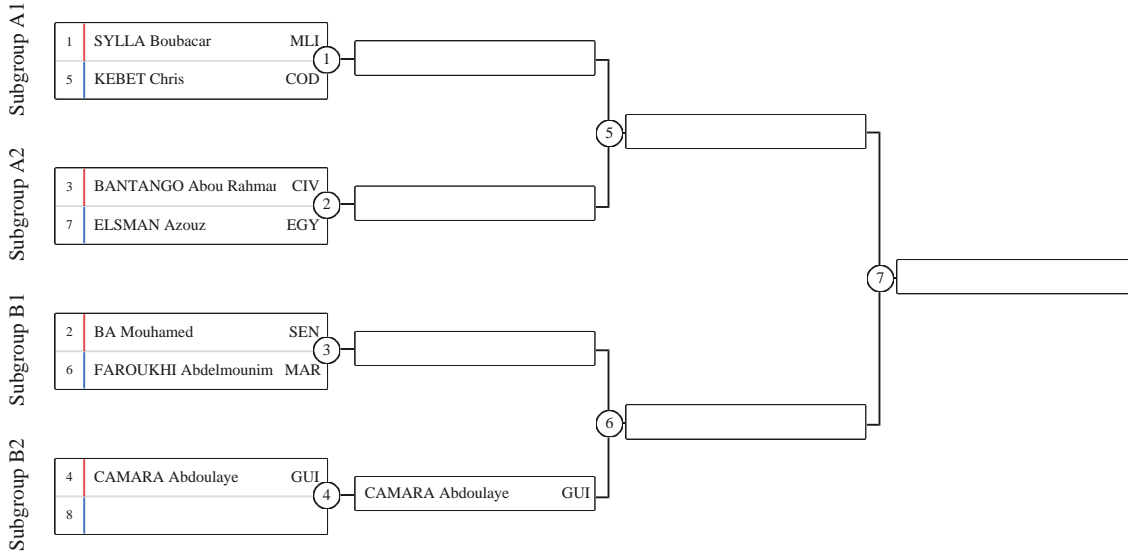 Subgroup A1
1 SYLLA Boubacar MLI
5 KEBET Chris COD
1
Subgroup A2
3 BANTANGO Abou Rahmar CIV
7 ELSMAN Azouz EGY
2
5
Subgroup B1
2 BA Mouhamed SEN
6 FAROUKHI Abdelmounim MAR
3
Subgroup B2
4 CAMARA Abdoulaye GUI
8
4
CAMARA Abdoulaye GUI
6
7